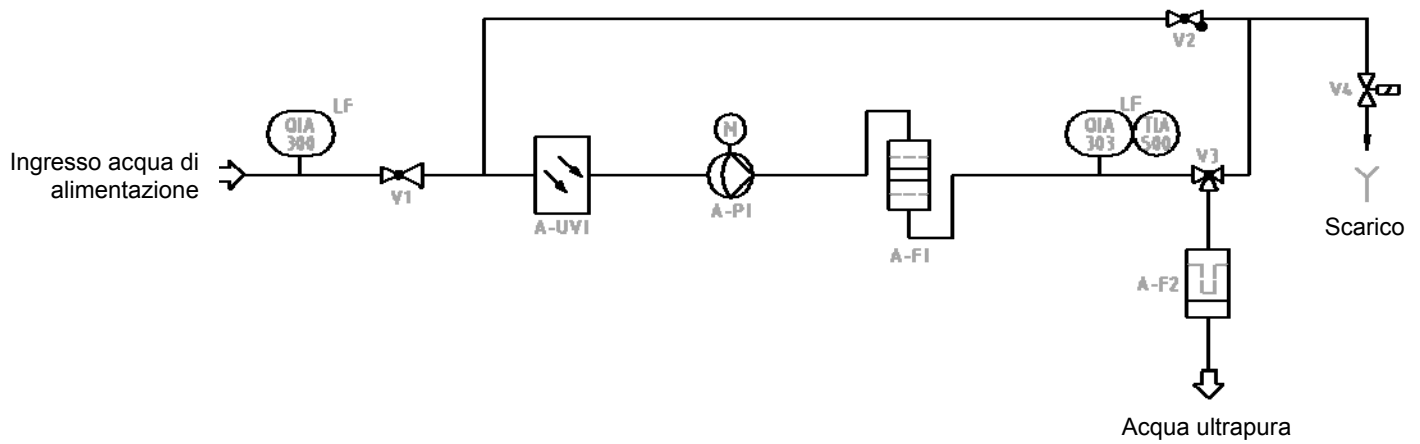 V2
V4
LF
QIA
300
M
LF
QIA
303
TIA
500
V3
Ingresso acqua di
alimentazione
V1
A-P1
A-UV1
A-F1
Scarico
A-F2
Acqua ultrapura